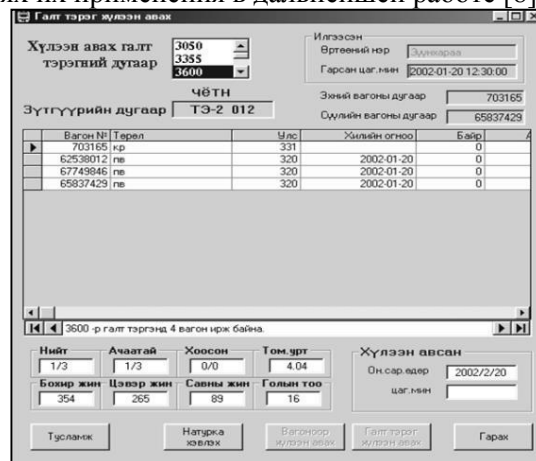 их применения в дальнейшей работе [6]
Галт тэрэг хүлээн авах
Хүлээн авах галт
тэрэгний дугаар
3050
3355
3600
чётн
Зүтгүүрийн дугаар
ТЭ-2 012
Илгээсэн
Өртөөний нэр
Зүүнхараа
Гарсан цаг.мин
2002-01-20 12:30:00
Эхний вагоны дугаар
703165
Сүүлийн вагоны дугаар
65837429
Вагон № Төрөл Улс Хилийн огноо Байр
703165 кр 331 0
62538012 пв 320 2002-01-20 0
67749846 пв 320 2002-01-20 0
65837429 пв 320 2002-01-20 0
3600 -р галт тэргэнд 4 вагон ирж байна.
Нийт Ачаатай Хоосон Том.урт
1/3 1/3 0/0 4.04
Бохир жин Цэвэр жин Савны жин Голын тоо
354 265 89 16
Хүлээн авсан
Он.сар.өдөр
2002/2/20
цаг.мин
Тусламж
Натурка
хэвлэх
Вагоноор
хүлээн авах
Галт тэрэг
хүлээн авах
Гарах